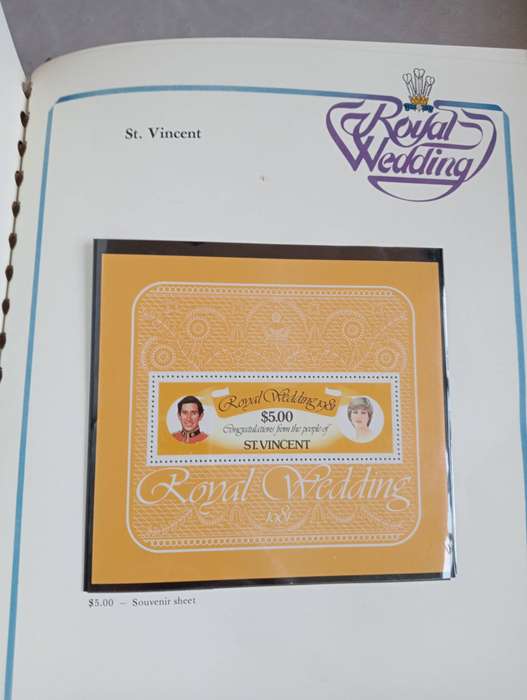 St. Vincent
Royal
Wedding
Royal Wedding 1981
$5.00
Congratulations from the people of
ST. VINCENT
Royal Wedding
1981
$5.00 — Souvenir sheet